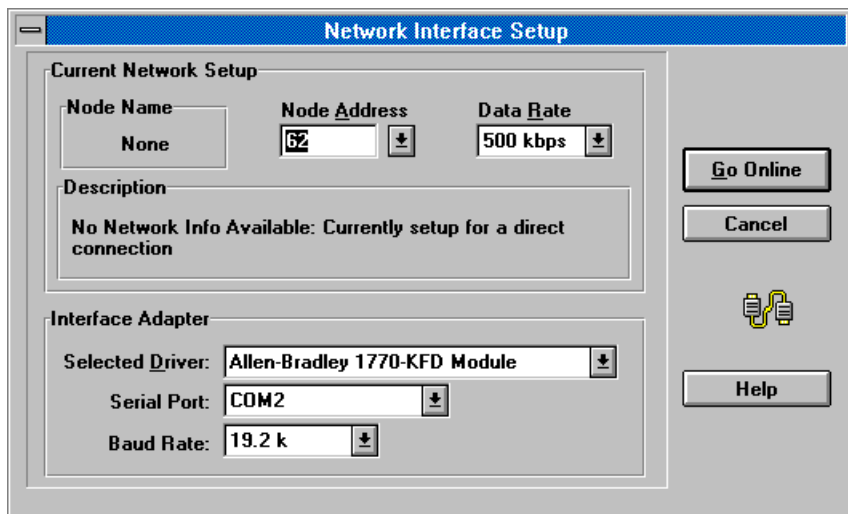 Network Interface Setup
Current Network Setup
Node Name
None
Node Address
62
Data Rate
500 kbps
Description
No Network Info Available: Currently setup for a direct
connection
Interface Adapter
Selected Driver: Allen-Bradley 1770-KFD Module
Serial Port: COM2
Baud Rate: 19.2 k
Go Online
Cancel
Help